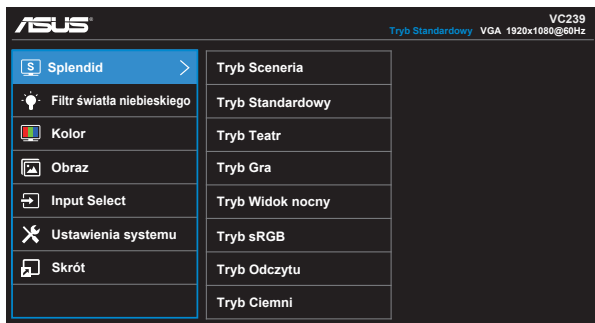 ASUS
VC239
Tryb Standardowy VGA 1920x1080@60Hz
S Splendid
Filtr światła niebieskiego
Kolor
Obraz
Input Select
Ustawienia systemu
Skrót
Tryb Sceneria
Tryb Standardowy
Tryb Teatr
Tryb Gra
Tryb Widok nocny
Tryb sRGB
Tryb Odczytu
Tryb Ciemni